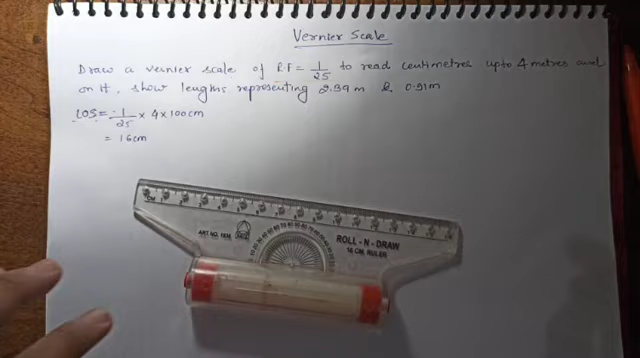 Vernier Scale
Draw a vernier scale of R.F = 1/25 to read centimetres upto 4 metres and
on it, show lengths representing 2.39 m & 0.91 m
LOS = 1/25 x 4 x 100 cm
= 16 cm
CM
ROLL - N - DRAW
16 CM. RULER